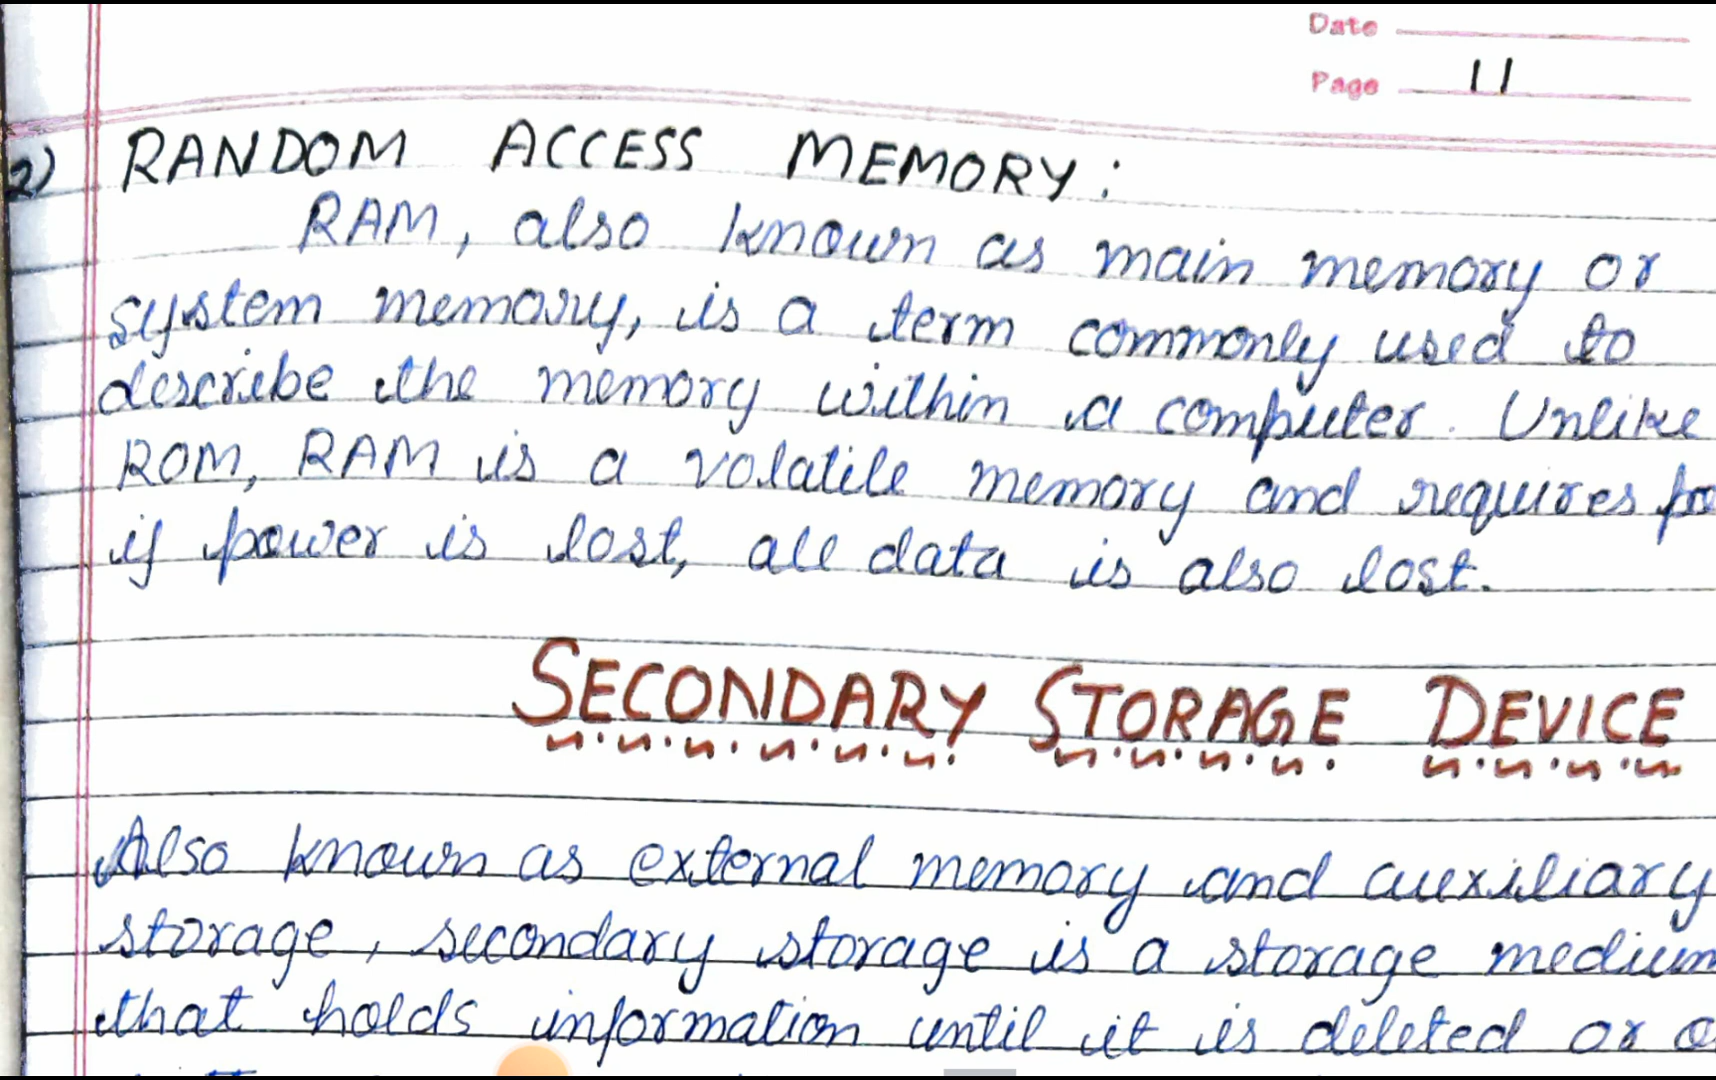 Date
Page 11
2) RANDOM ACCESS MEMORY:
RAM, also known as main memory or
system memory, is a term commonly used to
describe the memory within a computer. Unlike
ROM, RAM is a volatile memory and requires
if power is lost, all data is also lost.
SECONDARY STORAGE DEVICE
Also known as external memory and auxiliary
storage, secondary storage is a storage medium
that holds information until it is deleted or